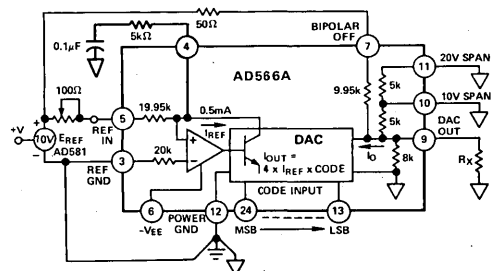 50Ω
5kΩ
0.1μF
4
BIPOLAR
OFF
7
AD566A
11
20V SPAN
100Ω
9.95k
5k
10
10V SPAN
5
19.95k
0.5mA
5k
DAC
OUT
+V
+
10V
−
EREF
AD581
REF
IN
IREF
DAC
IO
9
3
REF
GND
20k
+
−
IOUT =
4 x IREF x CODE
8k
RX
CODE INPUT
6
−VEE
POWER
GND
12
24
MSB
13
LSB